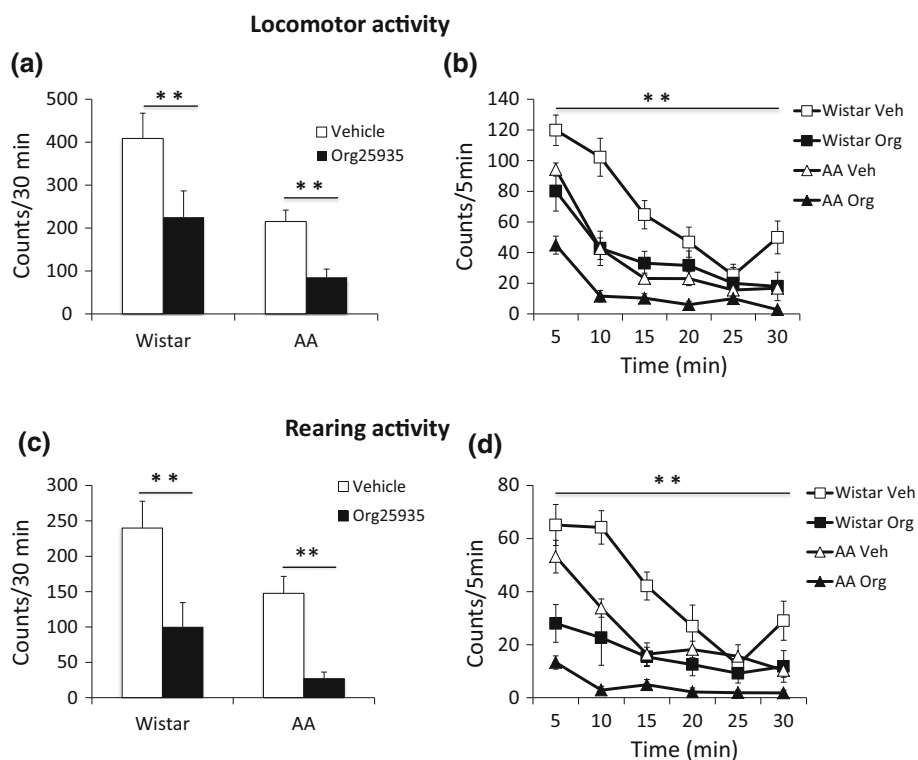 Locomotor activity
(a)
* *
* *
Vehicle
Org25935
Counts/30 min
500
400
300
200
100
0
Wistar
AA
(b)
* *
Wistar Veh
Wistar Org
AA Veh
AA Org
Counts/5min
120
100
80
60
40
20
0
5 10 15 20 25 30
Time (min)
Rearing activity
(c)
* *
**
Vehicle
Org25935
Counts/30 min
300
250
200
150
100
50
0
Wistar
AA
(d)
* *
Wistar Veh
Wistar Org
AA Veh
AA Org
Counts/5min
80
60
40
20
0
5 10 15 20 25 30
Time (min)